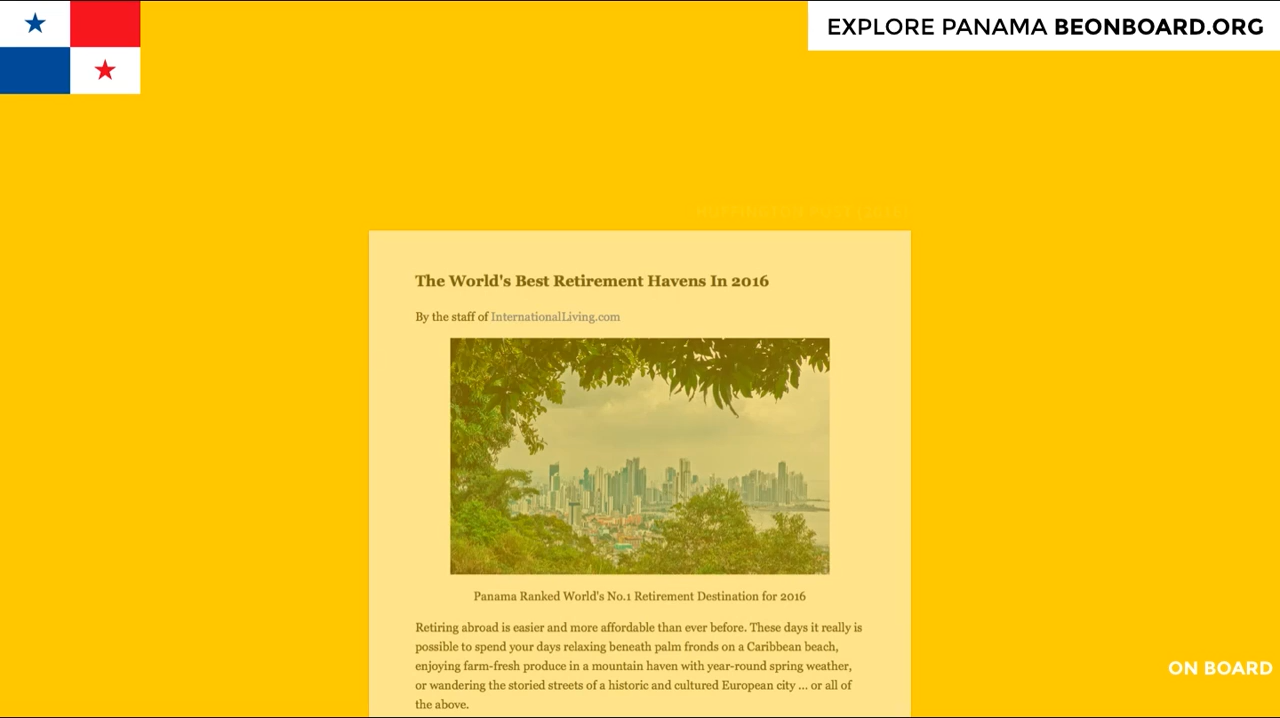 EXPLORE PANAMA BEONBOARD.ORG
The World's Best Retirement Havens In 2016
By the staff of InternationalLiving.com
Panama Ranked World's No.1 Retirement Destination for 2016
Retiring abroad is easier and more affordable than ever before. These days it really is
possible to spend your days relaxing beneath palm fronds on a Caribbean beach,
enjoying farm-fresh produce in a mountain haven with year-round spring weather,
or wandering the storied streets of a historic and cultured European city ... or all of
the above.
ON BOARD